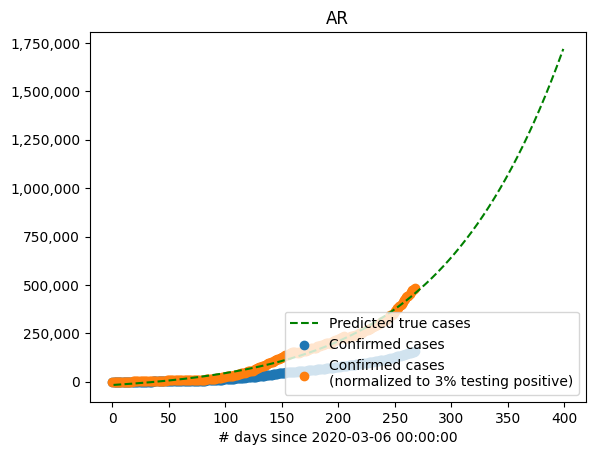 AR
1,750,000
1,500,000
1,250,000
1,000,000
750,000
500,000
250,000
0
Predicted true cases
Confirmed cases
Confirmed cases
(normalized to 3% testing positive)
0 50 100 150 200 250 300 350 400
# days since 2020-03-06 00:00:00